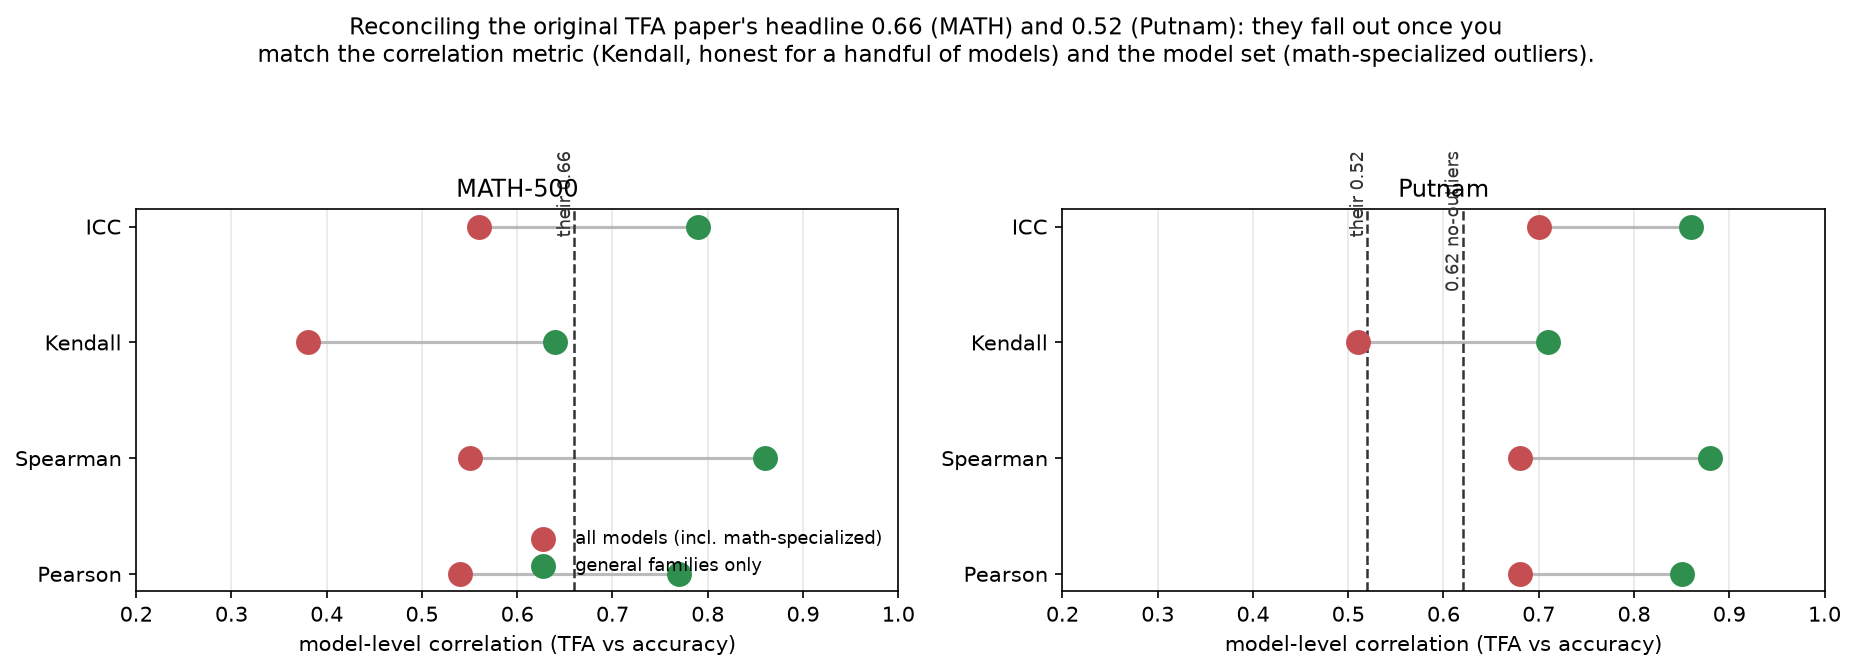 Reconciling the original TFA paper's headline 0.66 (MATH) and 0.52 (Putnam): they fall out once you
match the correlation metric (Kendall, honest for a handful of models) and the model set (math-specialized outliers).
MATH-500
their 0.66
ICC
Kendall
Spearman
Pearson
all models (incl. math-specialized)
general families only
0.2 0.3 0.4 0.5 0.6 0.7 0.8 0.9 1.0
model-level correlation (TFA vs accuracy)
Putnam
their 0.52
0.62 no-outliers
ICC
Kendall
Spearman
Pearson
0.2 0.3 0.4 0.5 0.6 0.7 0.8 0.9 1.0
model-level correlation (TFA vs accuracy)